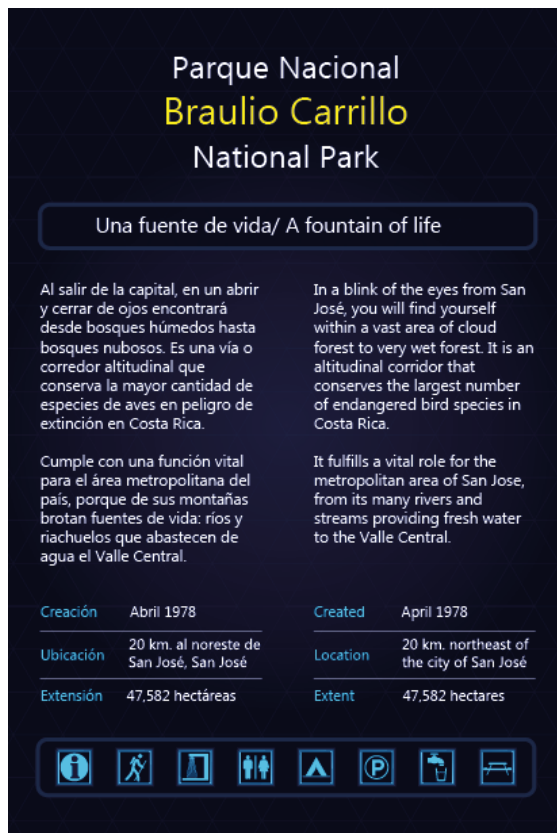 Parque Nacional
Braulio Carrillo
National Park
Una fuente de vida/ A fountain of life
Al salir de la capital, en un abrir
y cerrar de ojos encontrará
desde bosques húmedos hasta
bosques nubosos. Es una vía o
corredor altitudinal que
conserva la mayor cantidad de
especies de aves en peligro de
extinción en Costa Rica.
Cumple con una función vital
para el área metropolitana del
país, porque de sus montañas
brotan fuentes de vida: ríos y
riachuelos que abastecen de
agua el Valle Central.
In a blink of the eyes from San
José, you will find yourself
within a vast area of cloud
forest to very wet forest. It is an
altitudinal corridor that
conserves the largest number
of endangered bird species in
Costa Rica.
It fulfills a vital role for the
metropolitan area of San Jose,
from its many rivers and
streams providing fresh water
to the Valle Central.
Creación Abril 1978
Ubicación 20 km. al noreste de
San José, San José
Extensión 47,582 hectáreas
Created April 1978
Location 20 km. northeast of
the city of San José
Extent 47,582 hectares
i
P